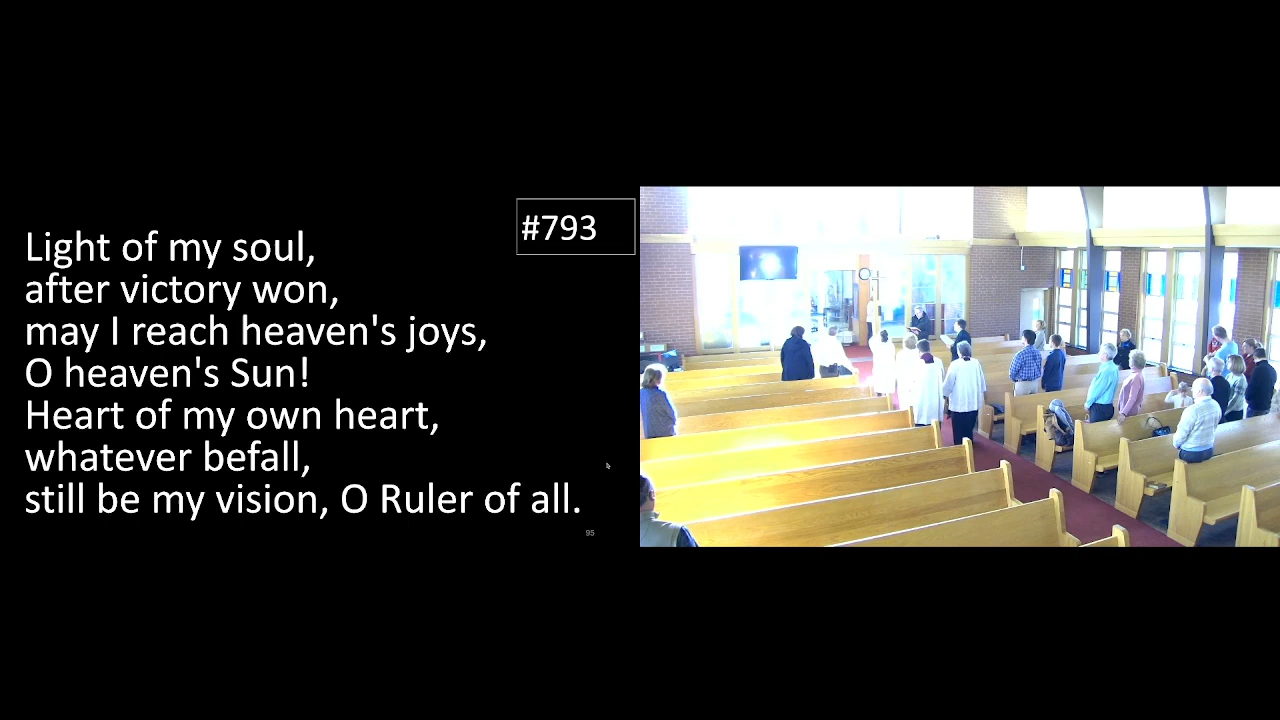 #793
Light of my soul,
after victory won,
may I reach heaven's joys,
O heaven's Sun!
Heart of my own heart,
whatever befall,
still be my vision, O Ruler of all.
95